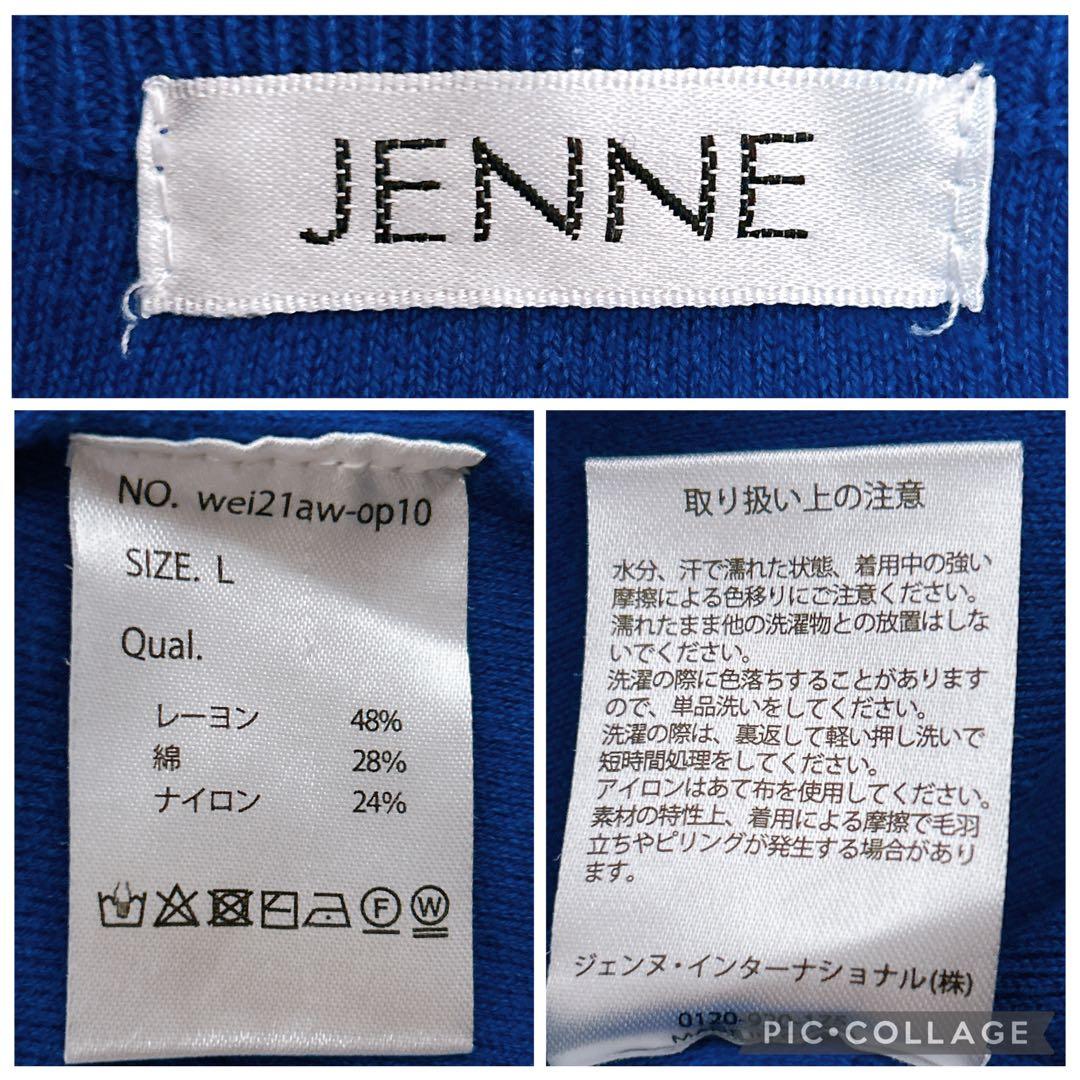 JENNE
NO. wei21aw-op10
SIZE. L
Qual.
レーヨン 48%
綿 28%
ナイロン 24%
F W
取り扱い上の注意
水分、汗で濡れた状態、着用中の強い
摩擦による色移りにご注意ください。
濡れたまま他の洗濯物との放置はしな
いでください。
洗濯の際に色落ちすることがあります
ので、単品洗いをしてください。
洗濯の際は、裏返して軽い押し洗いで
短時間処理をしてください。
アイロンはあて布を使用してください。
素材の特性上、着用による摩擦で毛羽
立ちやピリングが発生する場合があり
ます。
ジェンヌ・インターナショナル(株)
PIC•COLLAGE